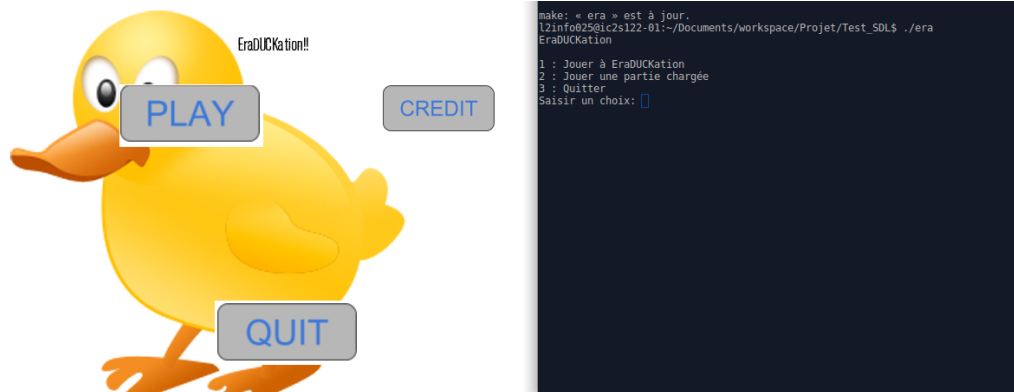 EraDUCKation!!
PLAY
CREDIT
QUIT
make: « era » est à jour.
l2info025@ic2s122-01:~/Documents/workspace/Projet/Test_SDL$ ./era
EraDUCKation
1 : Jouer à EraDUCKation
2 : Jouer une partie chargée
3 : Quitter
Saisir un choix: